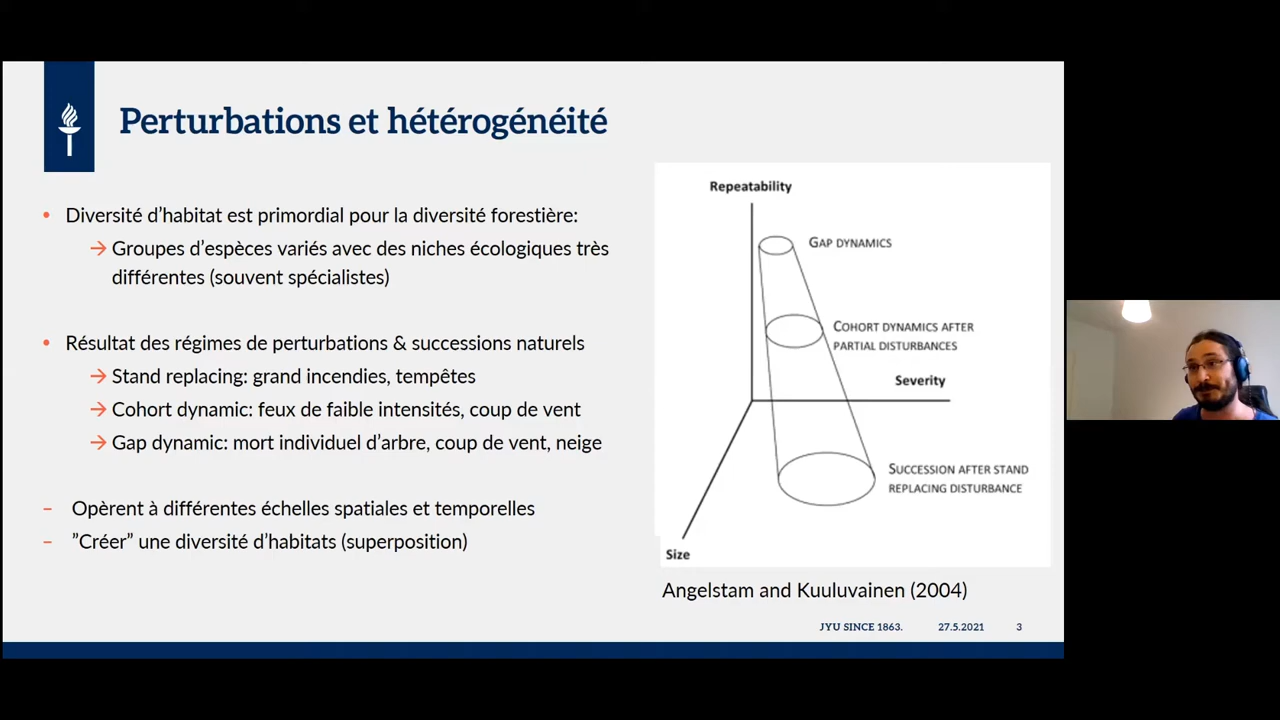 Perturbations et hétérogénéité
• Diversité d’habitat est primordial pour la diversité forestière:
→ Groupes d’espèces variés avec des niches écologiques très
différentes (souvent spécialistes)
• Résultat des régimes de perturbations & successions naturels
→ Stand replacing: grand incendies, tempêtes
→ Cohort dynamic: feux de faible intensités, coup de vent
→ Gap dynamic: mort individuel d’arbre, coup de vent, neige
– Opèrent à différentes échelles spatiales et temporelles
– ”Créer” une diversité d’habitats (superposition)
Repeatability
GAP DYNAMICS
COHORT DYNAMICS AFTER
PARTIAL DISTURBANCES
Severity
SUCCESSION AFTER STAND
REPLACING DISTURBANCE
Size
Angelstam and Kuuluvainen (2004)
JYU SINCE 1863.
27.5.2021
3